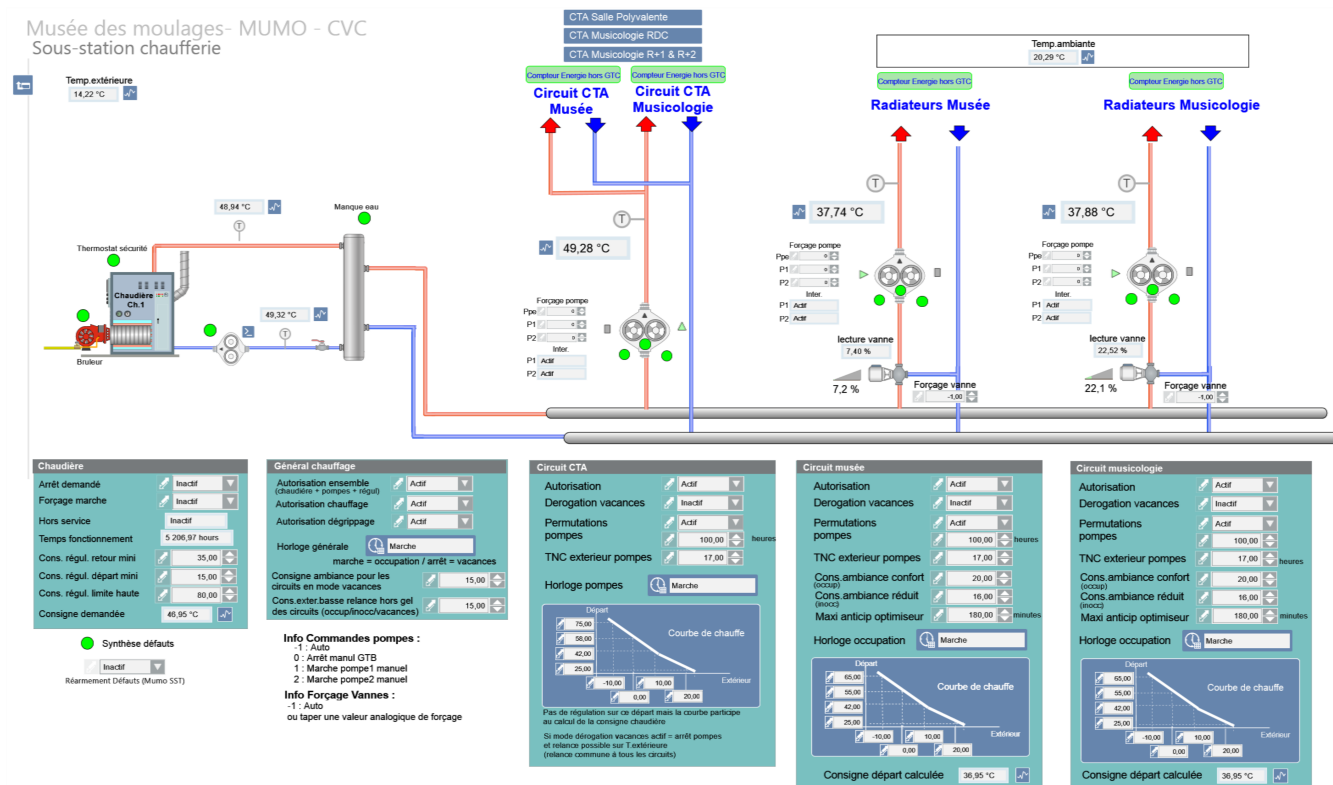 Musée des moulages- MUMO - CVC
Sous-station chaufferie
Temp.extérieure
14,22 °C
CTA Salle Polyvalente
CTA Musicologie RDC
CTA Musicologie R+1 & R+2
Compteur Energie hors GTC
Compteur Energie hors GTC
Circuit CTA
Musée
Circuit CTA
Musicologie
Temp.ambiante
20,29 °C
Compteur Energie hors GTC
Compteur Energie hors GTC
Radiateurs Musée
Radiateurs Musicologie
48,94 °C
T
Manque eau
Thermostat sécurité
Chaudière
Ch.1
Bruleur
49,32 °C
T
T
49,28 °C
Forçage pompe
Ppe 0
P1 0
P2 0
Inter.
P1 Actif
P2 Actif
T
37,74 °C
Forçage pompe
Ppe 0
P1 0
P2 0
Inter.
P1 Actif
P2 Actif
lecture vanne
7,40 %
7,2 %
Forçage vanne
-1,00
T
37,88 °C
Forçage pompe
Ppe 0
P1 0
P2 0
Inter.
P1 Actif
P2 Actif
lecture vanne
22,52 %
22,1 %
Forçage vanne
-1,00
Chaudière
Arrêt demandé Inactif
Forçage marche Inactif
Hors service Inactif
Temps fonctionnement 5 206,97 hours
Cons. régul. retour mini 35,00
Cons. régul. départ mini 15,00
Cons. régul. limite haute 80,00
Consigne demandée 46,95 °C
Synthèse défauts
Inactif
Réarmement Défauts (Mumo SST)
Général chauffage
Autorisation ensemble Actif
(chaudière + pompes + régul)
Autorisation chauffage Actif
Autorisation dégrippage Actif
Horloge générale Marche
marche = occupation / arrêt = vacances
Consigne ambiance pour les
circuits en mode vacances 15,00
Cons.exter.basse relance hors gel
des circuits (occup/inocc/vacances) 15,00
Info Commandes pompes :
-1 : Auto
0 : Arrêt manul GTB
1 : Marche pompe1 manuel
2 : Marche pompe2 manuel
Info Forçage Vannes :
-1 : Auto
ou taper une valeur analogique de forçage
Circuit CTA
Autorisation Actif
Derogation vacances Inactif
Permutations Actif
pompes 100,00 heures
TNC exterieur pompes 17,00
Horloge pompes Marche
Départ
75,00
58,00
42,00
25,00
Courbe de chauffe
Extérieur
-10,00 10,00
0,00 20,00
Pas de régulation sur ce départ mais la courbe participe
au calcul de la consigne chaudière
Si mode dérogation vacances actif = arrêt pompes
et relance possible sur T.extérieure
(relance commune à tous les circuits)
Circuit musée
Autorisation Actif
Derogation vacances Inactif
Permutations Actif
pompes 100,00 heures
TNC exterieur pompes 17,00
Cons.ambiance confort 20,00
(occup)
Cons.ambiance réduit 16,00
(inocc)
Maxi anticip optimiseur 180,00 minutes
Horloge occupation Marche
Départ
65,00
55,00
42,00
25,00
Courbe de chauffe
Extérieur
-10,00 10,00
0,00 20,00
Consigne départ calculée 36,95 °C
Circuit musicologie
Autorisation Actif
Derogation vacances Inactif
Permutations Actif
pompes 100,00
TNC exterieur pompes 17,00 heures
Cons.ambiance confort 20,00
(occup)
Cons.ambiance réduit 16,00
(inocc)
Maxi anticip optimiseur 180,00 minutes
Horloge occupation Marche
Départ
65,00
55,00
42,00
25,00
Courbe de chauffe
Extérieur
-10,00 10,00
0,00 20,00
Consigne départ calculée 36,95 °C